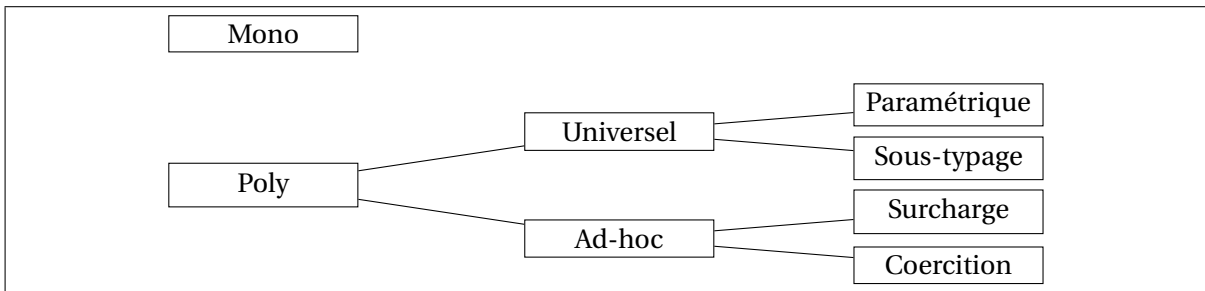 Mono
Paramétrique
Universel
Sous-typage
Poly
Surcharge
Ad-hoc
Coercition